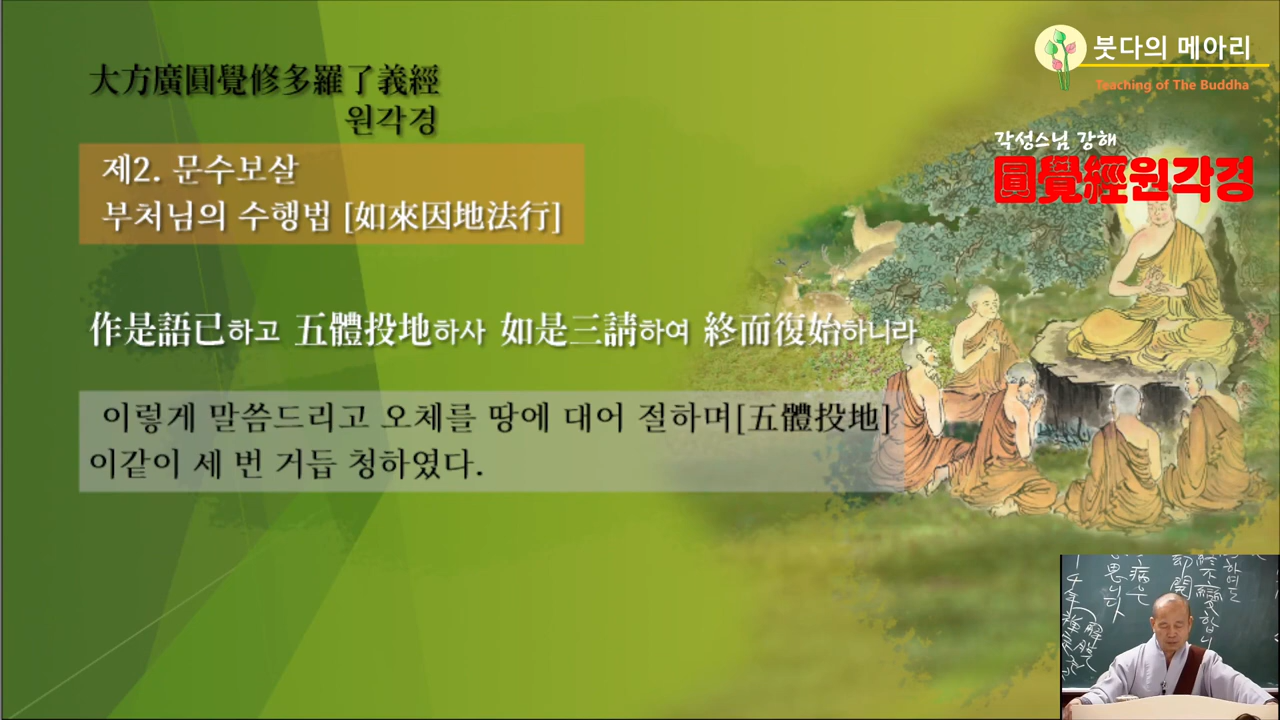 大方廣圓覺修多羅了義經
원각경
제2. 문수보살
부처님의 수행법 [如來因地法行]
作是語已하고 五體投地하사 如是三請하여 終而復始하니라
이렇게 말씀드리고 오체를 땅에 대어 절하며[五體投地]
이같이 세 번 거듭 청하였다.
붓다의 메아리
Teaching of The Buddha
각성스님 강해
圓覺經원각경